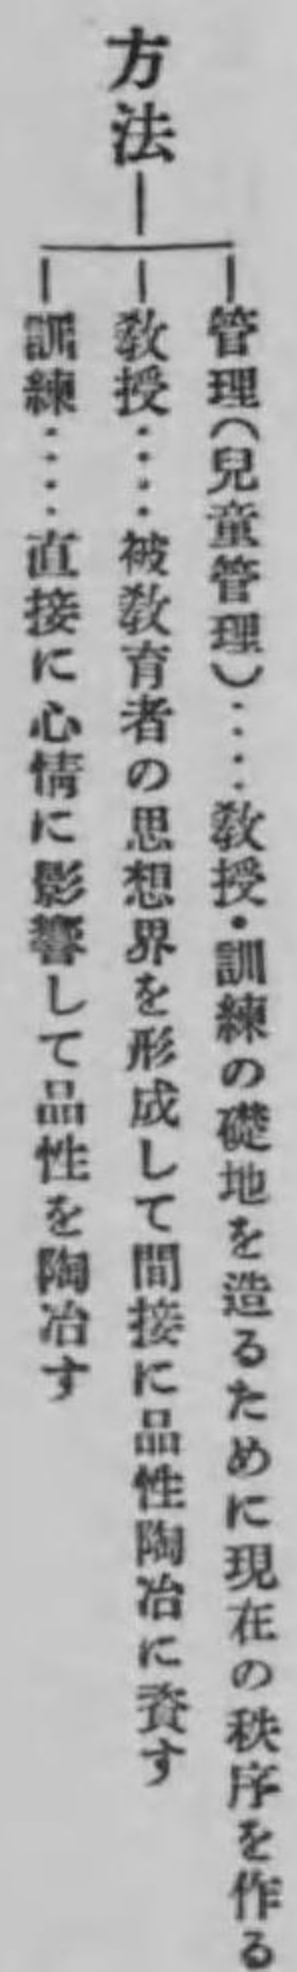 方法
管理(兒童管理)‥‥敎授・訓練の礎地を造るために現在の秩序を作る
敎授‥‥被敎育者の思想界を形成して間接に品性陶冶に資す
訓練‥‥直接に心情に影響して品性を陶冶す